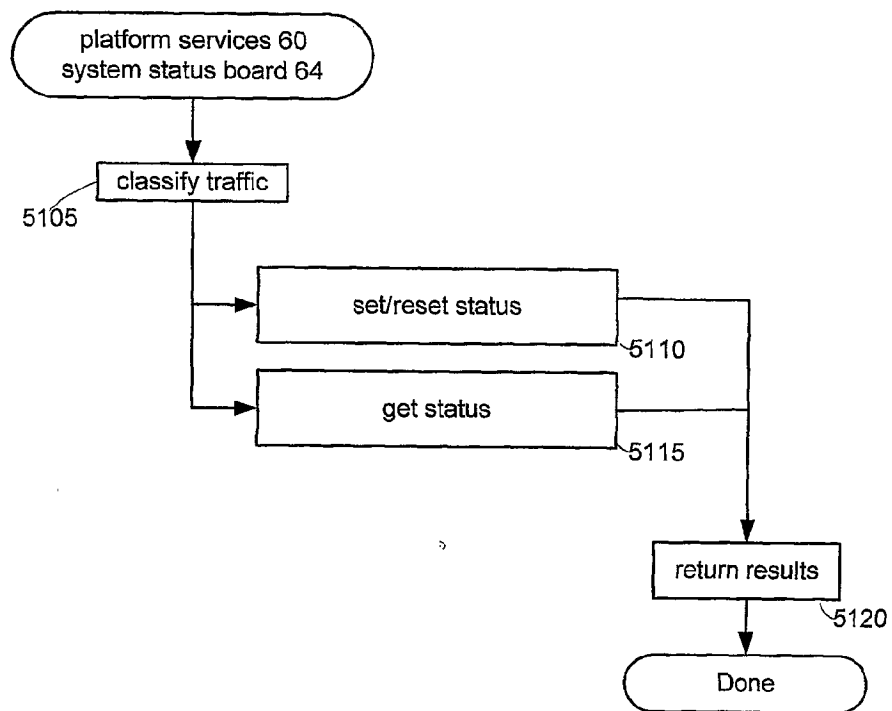 platform services 60
system status board 64
classify traffic
5105
set/reset status
5110
get status
5115
return results
5120
Done